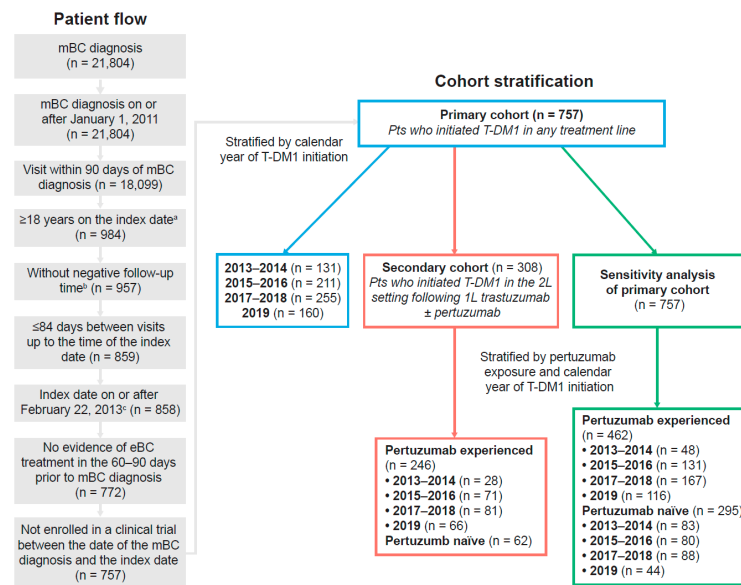 Patient flow
mBC diagnosis
(n = 21,804)
mBC diagnosis on or
after January 1, 2011
(n = 21,804)
Visit within 90 days of mBC
diagnosis (n = 18,099)
≥18 years on the index dateᵃ
(n = 984)
Without negative follow-up
timeᵇ (n = 957)
≤84 days between visits
up to the time of the index
date (n = 859)
Index date on or after
February 22, 2013ᶜ (n = 858)
No evidence of eBC
treatment in the 60–90 days
prior to mBC diagnosis
(n = 772)
Not enrolled in a clinical trial
between the date of the mBC
diagnosis and the index date
(n = 757)
Cohort stratification
Primary cohort (n = 757)
Pts who initiated T-DM1 in any treatment line
Stratified by calendar
year of T-DM1 initiation
2013–2014 (n = 131)
2015–2016 (n = 211)
2017–2018 (n = 255)
2019 (n = 160)
Secondary cohort (n = 308)
Pts who initiated T-DM1 in the 2L
setting following 1L trastuzumab
± pertuzumab
Sensitivity analysis
of primary cohort
(n = 757)
Stratified by pertuzumab
exposure and calendar
year of T-DM1 initiation
Pertuzumab experienced
(n = 246)
• 2013–2014 (n = 28)
• 2015–2016 (n = 71)
• 2017–2018 (n = 81)
• 2019 (n = 66)
Pertuzumb naïve (n = 62)
Pertuzumab experienced
(n = 462)
• 2013–2014 (n = 48)
• 2015–2016 (n = 131)
• 2017–2018 (n = 167)
• 2019 (n = 116)
Pertuzumab naïve (n = 295)
• 2013–2014 (n = 83)
• 2015–2016 (n = 80)
• 2017–2018 (n = 88)
• 2019 (n = 44)